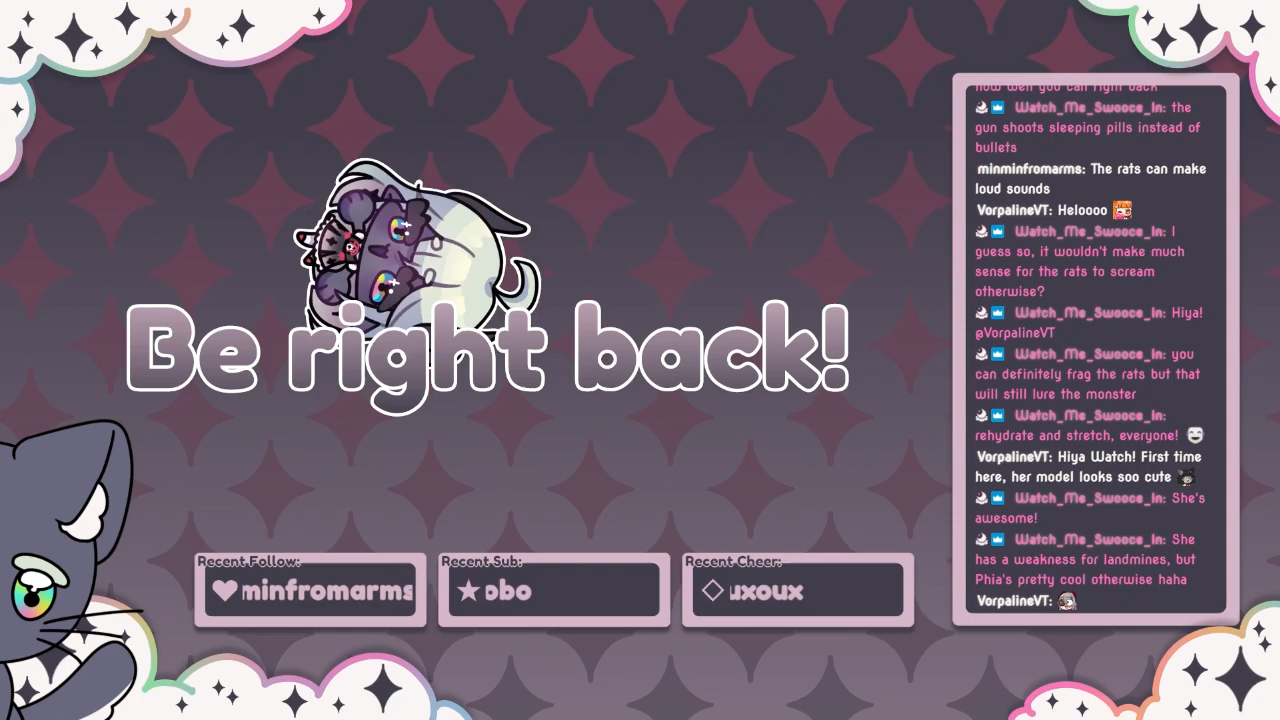 now well you can right back
Watch_Me_Swooce_In: the
gun shoots sleeping pills instead of
bullets
minminfromarms: The rats can make
loud sounds
VorpalineVT: Heloooo
Watch_Me_Swooce_In: I
guess so, it wouldn't make much
sense for the rats to scream
otherwise?
Watch_Me_Swooce_In: Hiya!
@VorpalineVT
Watch_Me_Swooce_In: you
can definitely frag the rats but that
will still lure the monster
Watch_Me_Swooce_In:
rehydrate and stretch, everyone!
VorpalineVT: Hiya Watch! First time
here, her model looks soo cute
Watch_Me_Swooce_In: She's
awesome!
Watch_Me_Swooce_In: She
has a weakness for landmines, but
Phia's pretty cool otherwise haha
VorpalineVT:
Be right back!
Recent Follow:
minfromarms
Recent Sub:
obo
Recent Cheer:
uxoux